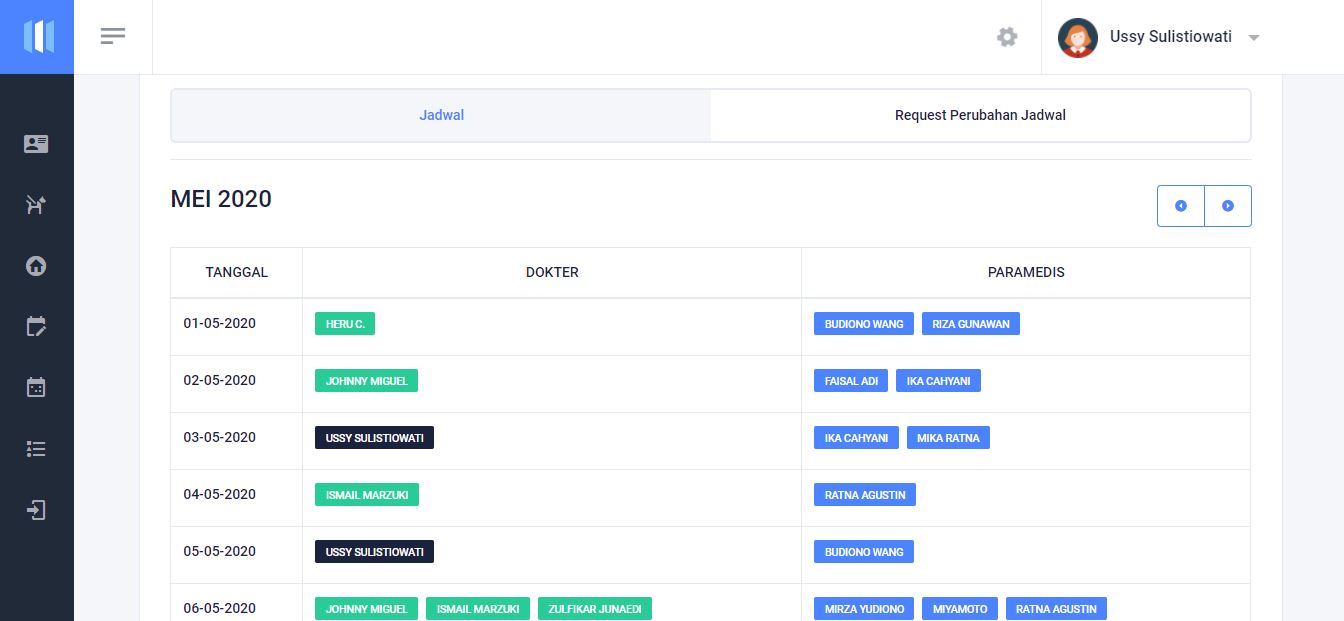 Ussy Sulistiowati
Jadwal Request Perubahan Jadwal
MEI 2020
TANGGAL DOKTER PARAMEDIS
01-05-2020 HERU C. BUDIONO WANG RIZA GUNAWAN
02-05-2020 JOHNNY MIGUEL FAISAL ADI IKA CAHYANI
03-05-2020 USSY SULISTIOWATI IKA CAHYANI MIKA RATNA
04-05-2020 ISMAIL MARZUKI RATNA AGUSTIN
05-05-2020 USSY SULISTIOWATI BUDIONO WANG
06-05-2020 JOHNNY MIGUEL ISMAIL MARZUKI ZULFIKAR JUNAEDI MIRZA YUDIONO MIYAMOTO RATNA AGUSTIN